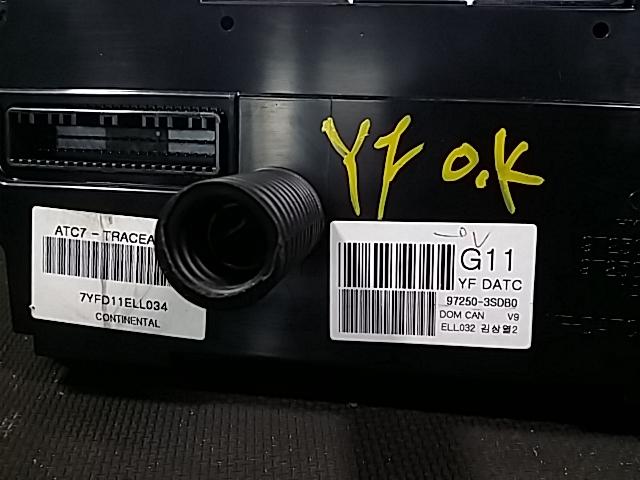 YF O.K
ATC7 - TRACEA
7YFD11ELL034
CONTINENTAL
G11
YF DATC
97250-3SDB0
DOM CAN V9
ELL032 김상열2